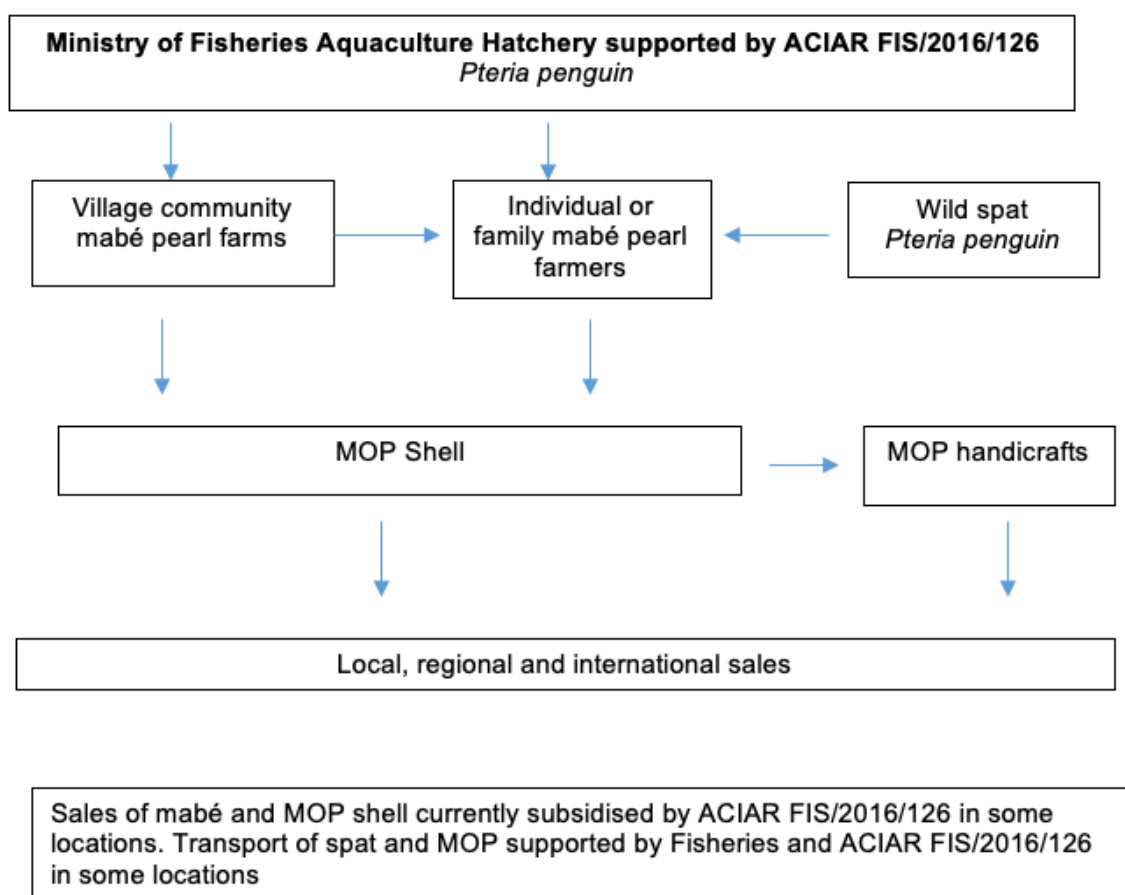 Ministry of Fisheries Aquaculture Hatchery supported by ACIAR FIS/2016/126
Pteria penguin
Village community
mabé pearl farms
Individual or
family mabé pearl
farmers
Wild spat
Pteria penguin
MOP Shell
MOP handicrafts
Local, regional and international sales
Sales of mabé and MOP shell currently subsidised by ACIAR FIS/2016/126 in some
locations. Transport of spat and MOP supported by Fisheries and ACIAR FIS/2016/126
in some locations